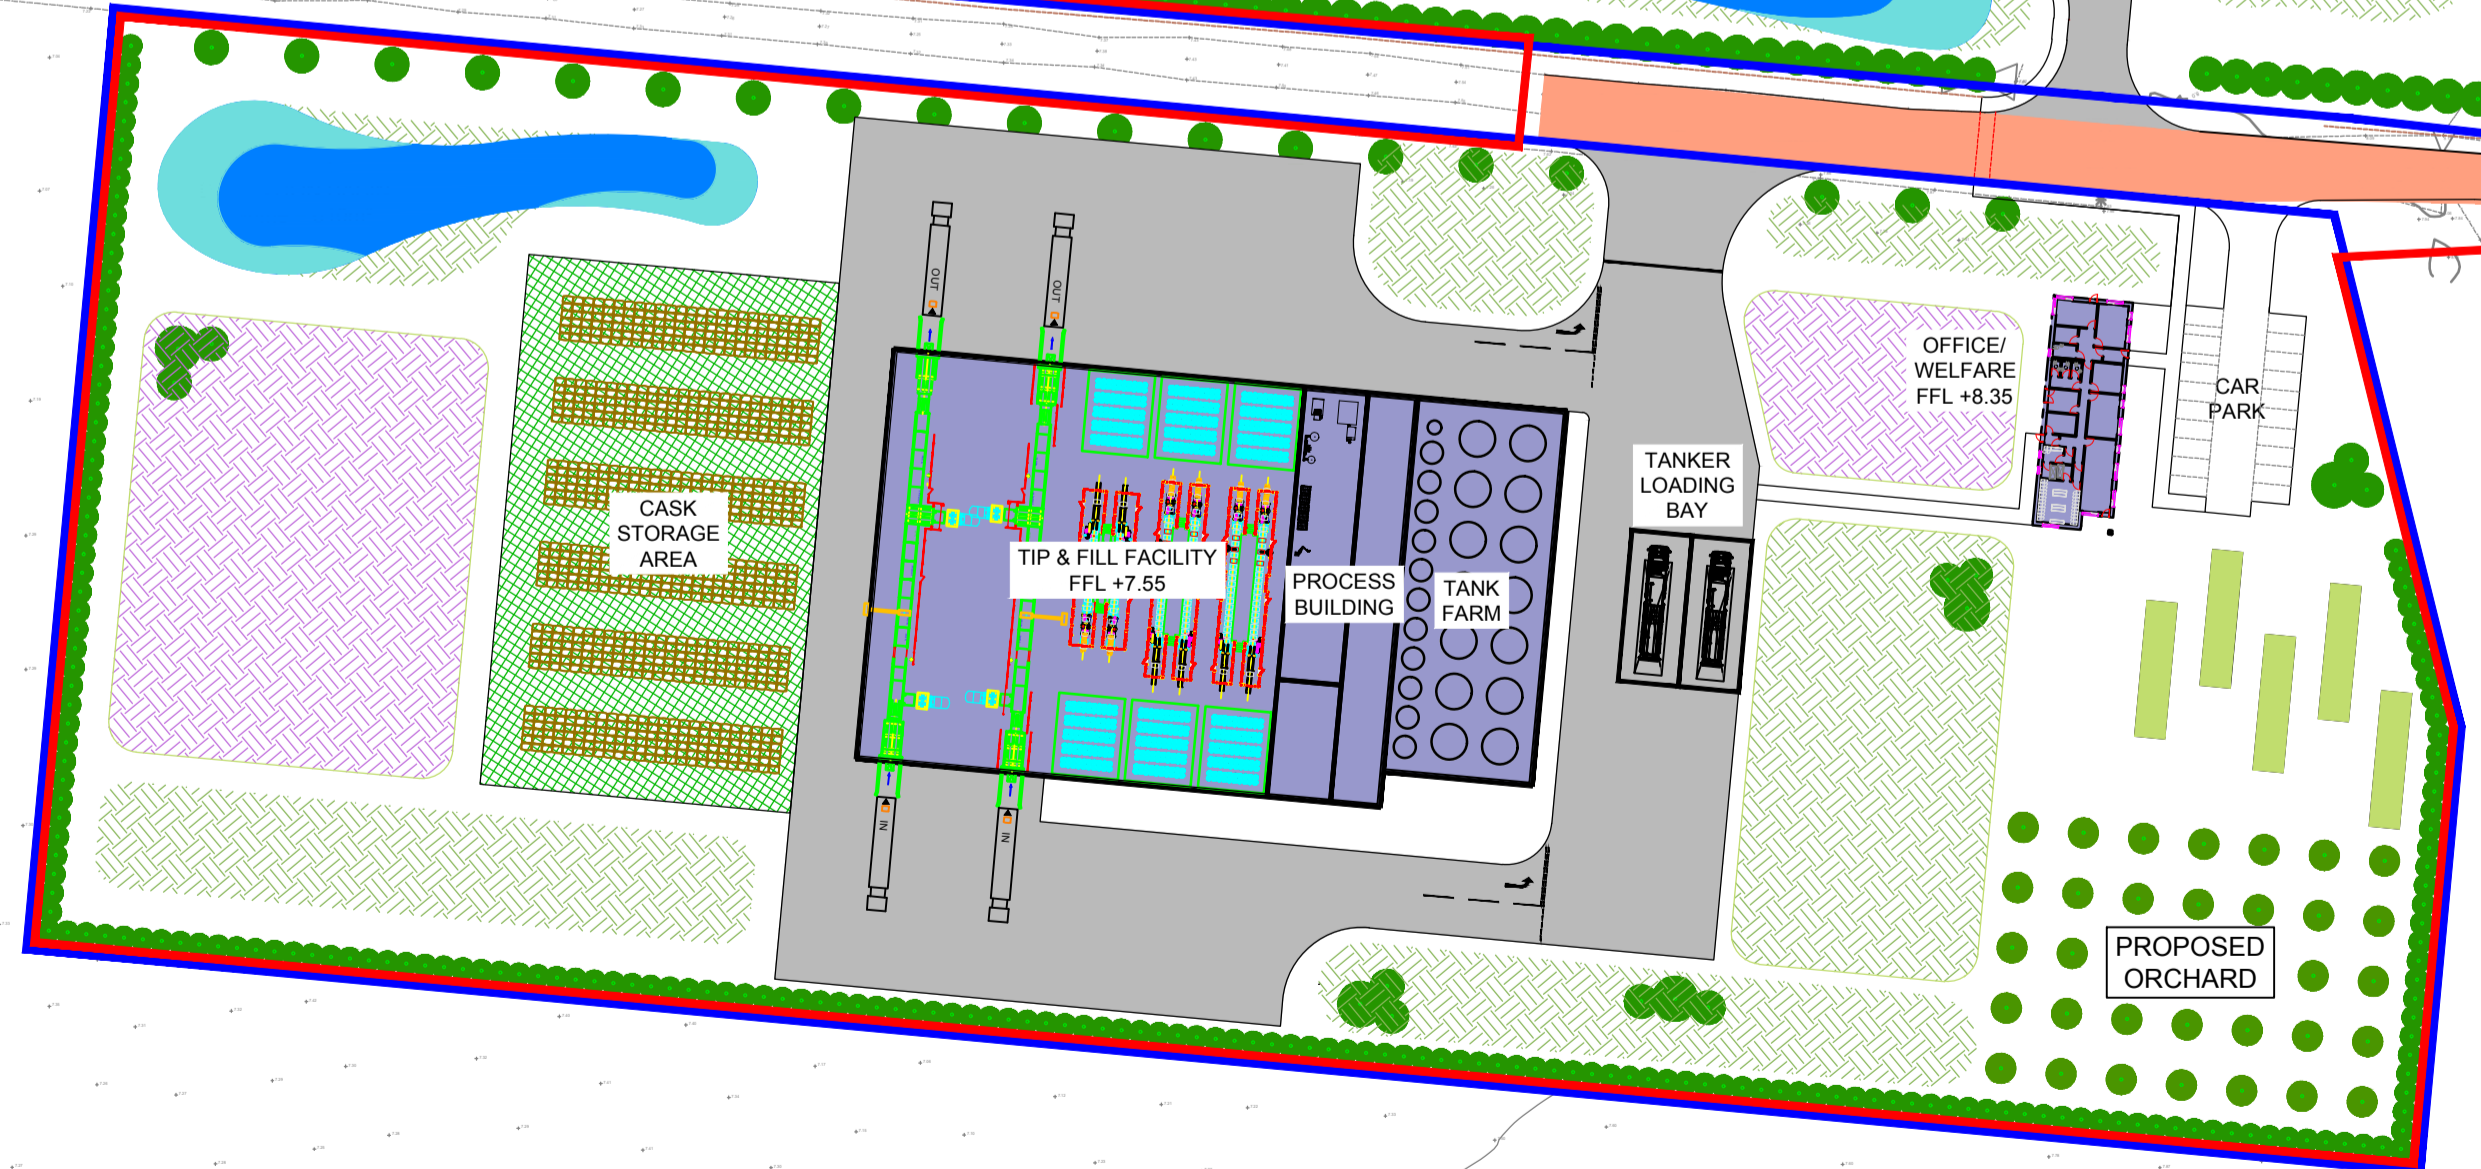 OUT
OUT
OFFICE/
WELFARE
FFL +8.35
CAR
PARK
TANKER
LOADING
BAY
CASK
STORAGE
AREA
TIP & FILL FACILITY
FFL +7.55
PROCESS
BUILDING
TANK
FARM
IN
IN
PROPOSED
ORCHARD